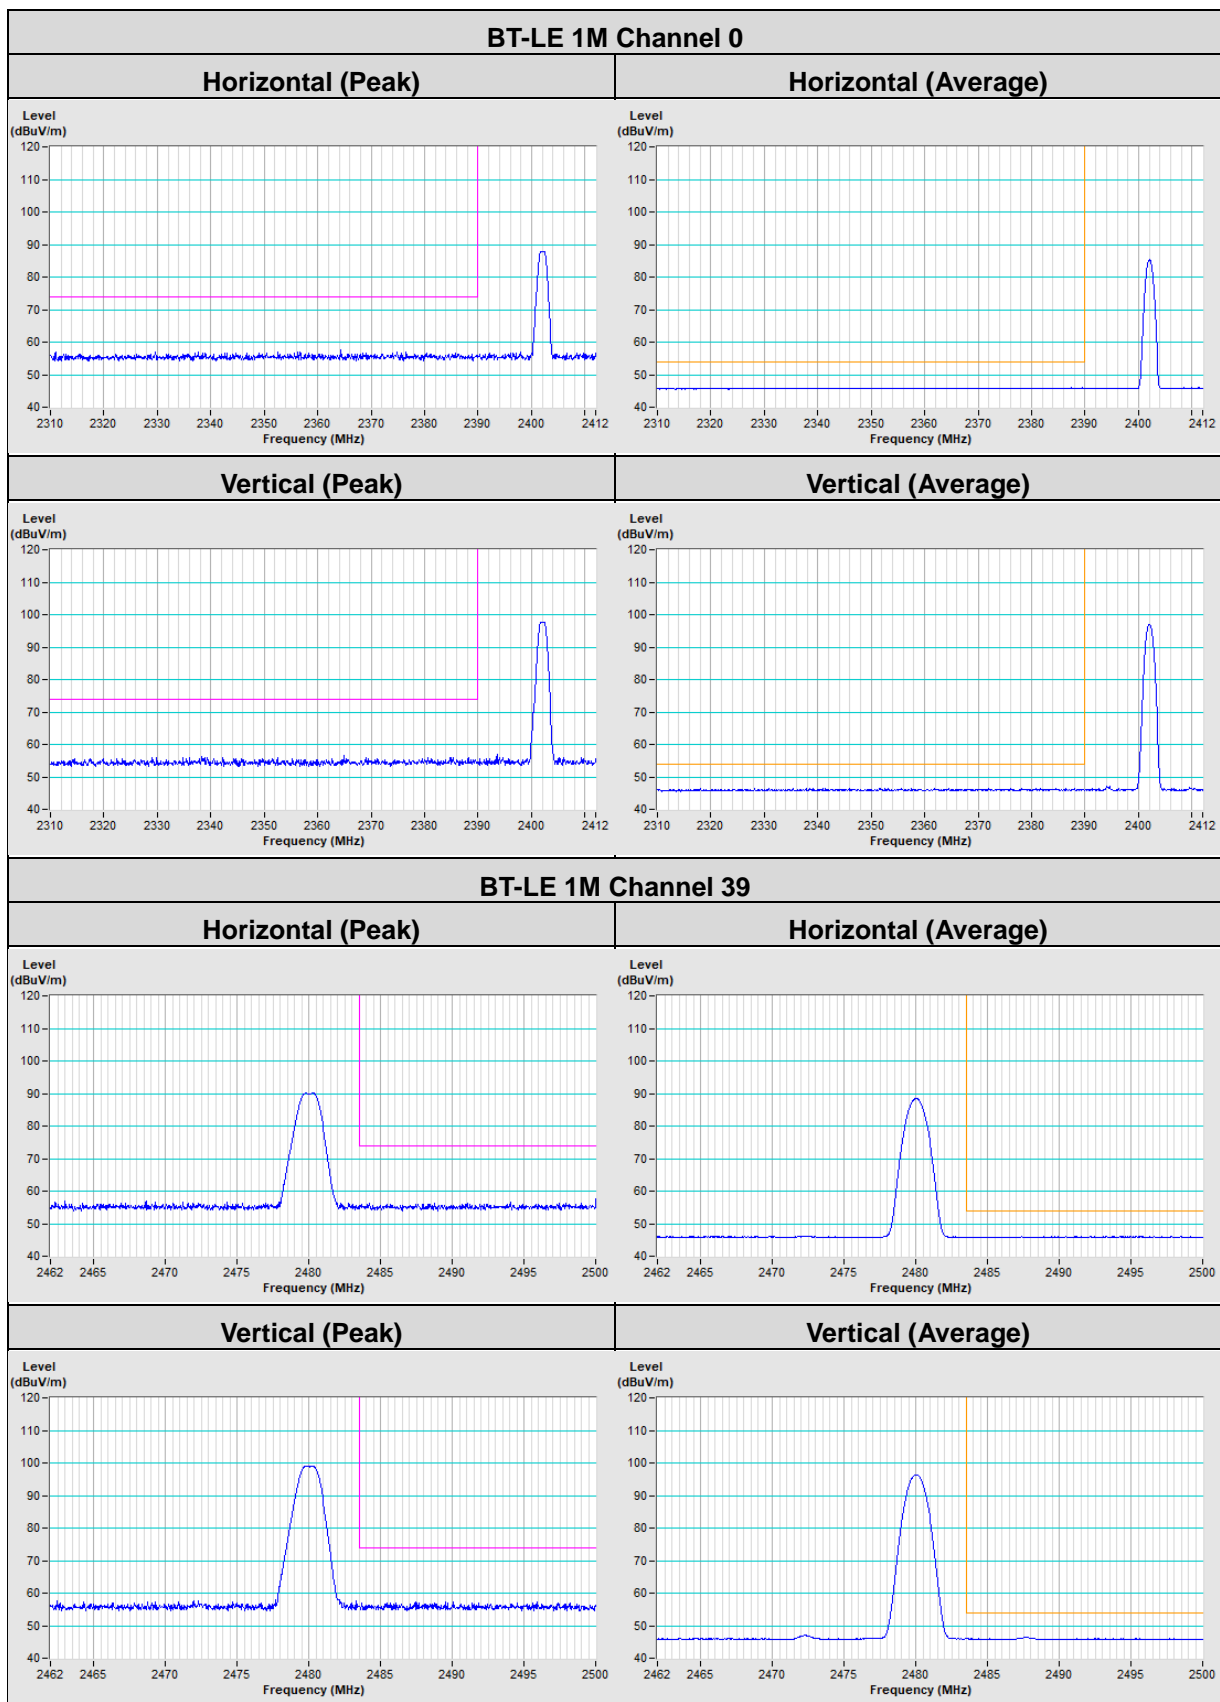 BT-LE 1M Channel 0
Horizontal (Peak) Horizontal (Average)
Level Level
(dBuV/m) (dBuV/m)
120 120
110 110
100 100
90 90
80 80
70 70
60 60
50 50
40 40
2310 2320 2330 2340 2350 2360 2370 2380 2390 2400 2412 2310 2320 2330 2340 2350 2360 2370 2380 2390 2400 2412
Frequency (MHz) Frequency (MHz)
Vertical (Peak) Vertical (Average)
Level Level
(dBuV/m) (dBuV/m)
120 120
110 110
100 100
90 90
80 80
70 70
60 60
50 50
40 40
2310 2320 2330 2340 2350 2360 2370 2380 2390 2400 2412 2310 2320 2330 2340 2350 2360 2370 2380 2390 2400 2412
Frequency (MHz) Frequency (MHz)
BT-LE 1M Channel 39
Horizontal (Peak) Horizontal (Average)
Level Level
(dBuV/m) (dBuV/m)
120 120
110 110
100 100
90 90
80 80
70 70
60 60
50 50
40 40
2462 2465 2470 2475 2480 2485 2490 2495 2500 2462 2465 2470 2475 2480 2485 2490 2495 2500
Frequency (MHz) Frequency (MHz)
Vertical (Peak) Vertical (Average)
Level Level
(dBuV/m) (dBuV/m)
120 120
110 110
100 100
90 90
80 80
70 70
60 60
50 50
40 40
2462 2465 2470 2475 2480 2485 2490 2495 2500 2462 2465 2470 2475 2480 2485 2490 2495 2500
Frequency (MHz) Frequency (MHz)